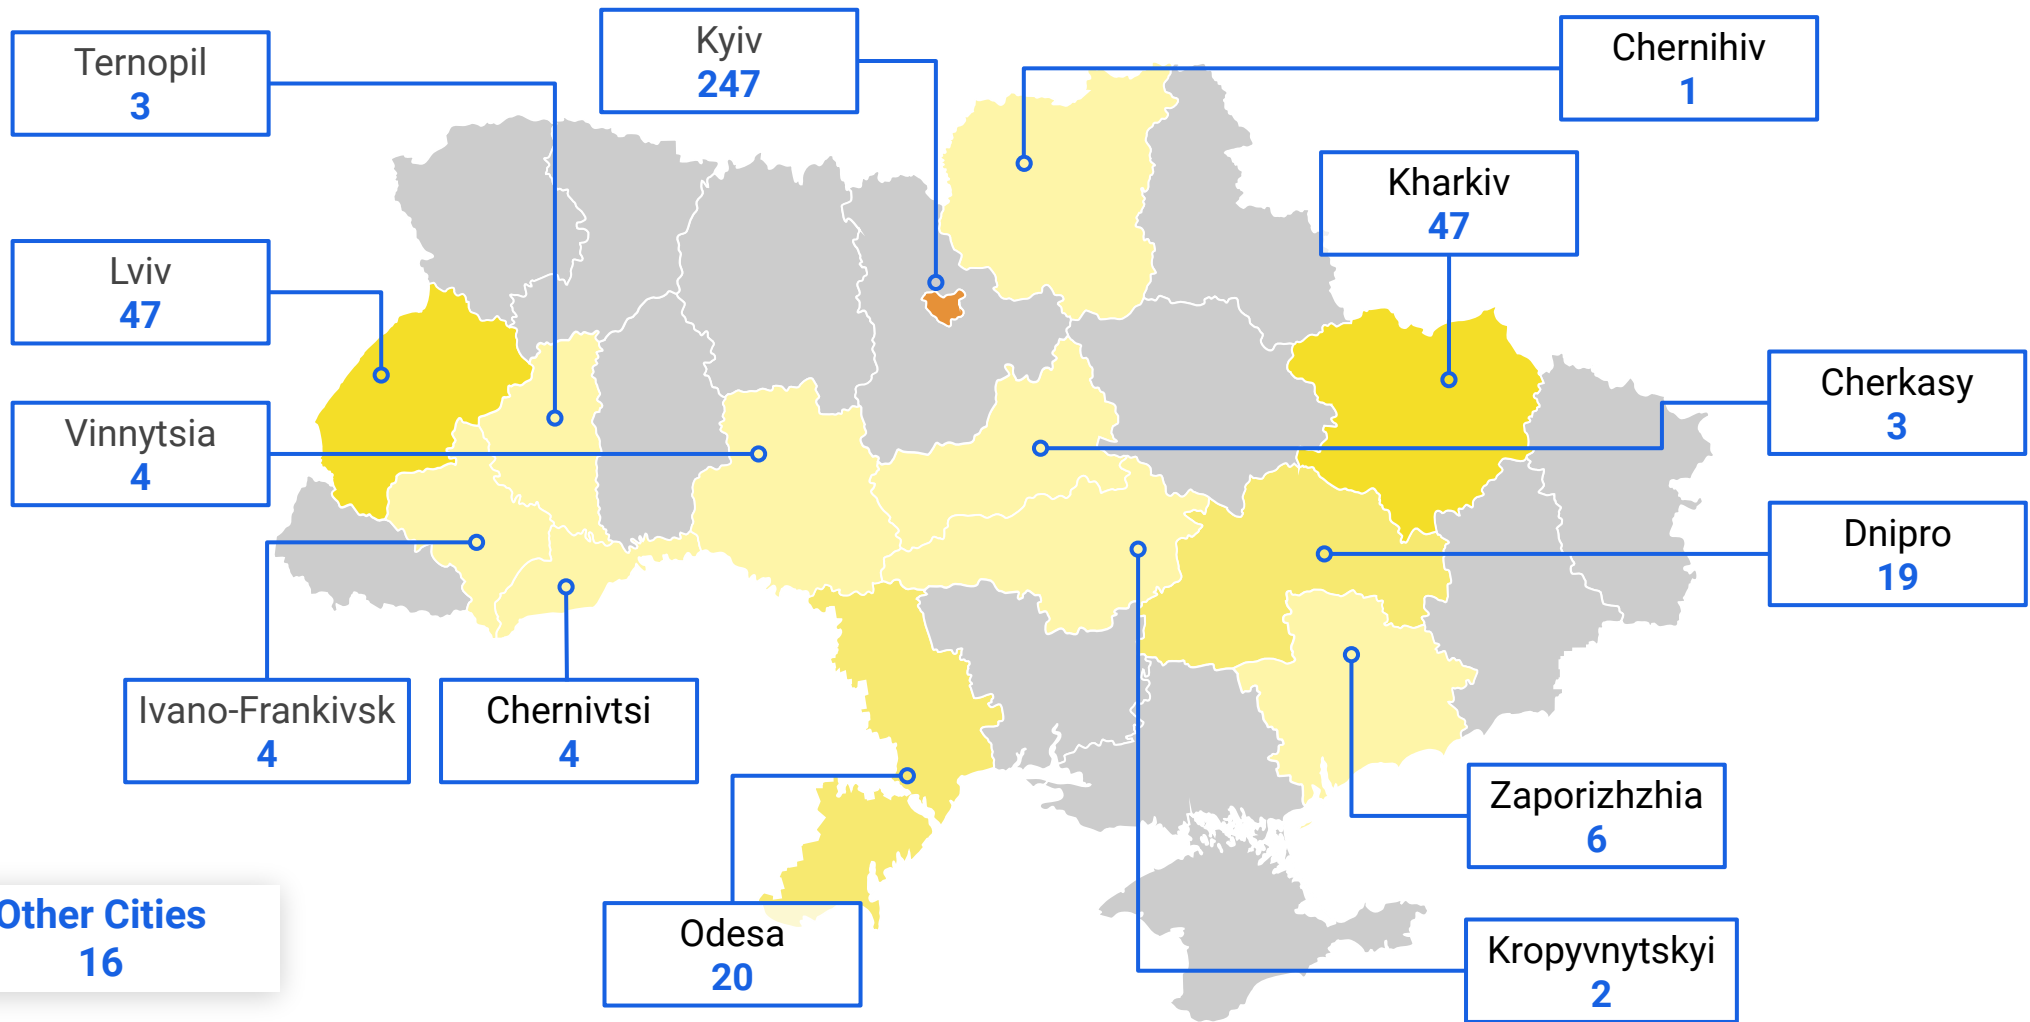 Ternopil
3
Kyiv
247
Chernihiv
1
Kharkiv
47
Lviv
47
Cherkasy
3
Vinnytsia
4
Dnipro
19
Ivano-Frankivsk
4
Chernivtsi
4
Zaporizhzhia
6
Odesa
20
Kropyvnytskyi
2
Other Cities
16